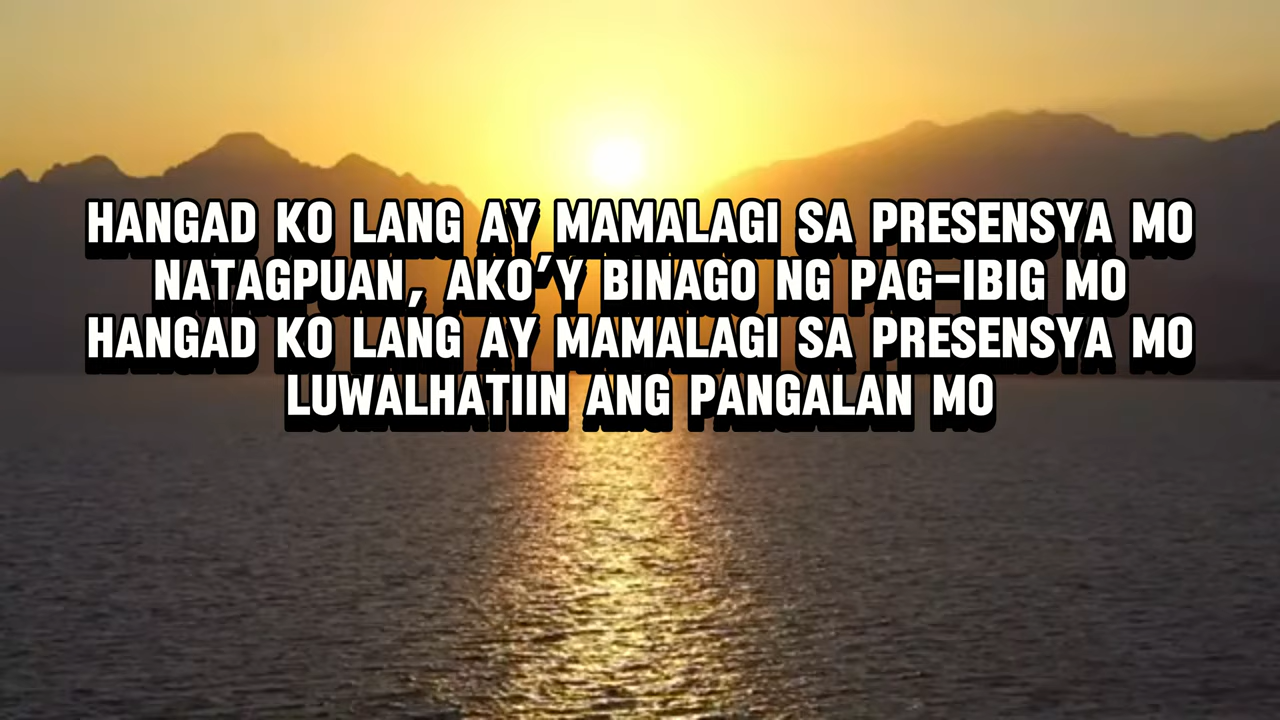 HANGAD KO LANG AY MAMALAGI SA PRESENSYA MO
NATAGPUAN, AKO'Y BINAGO NG PAG-IBIG MO
HANGAD KO LANG AY MAMALAGI SA PRESENSYA MO
LUWALHATIIN ANG PANGALAN MO